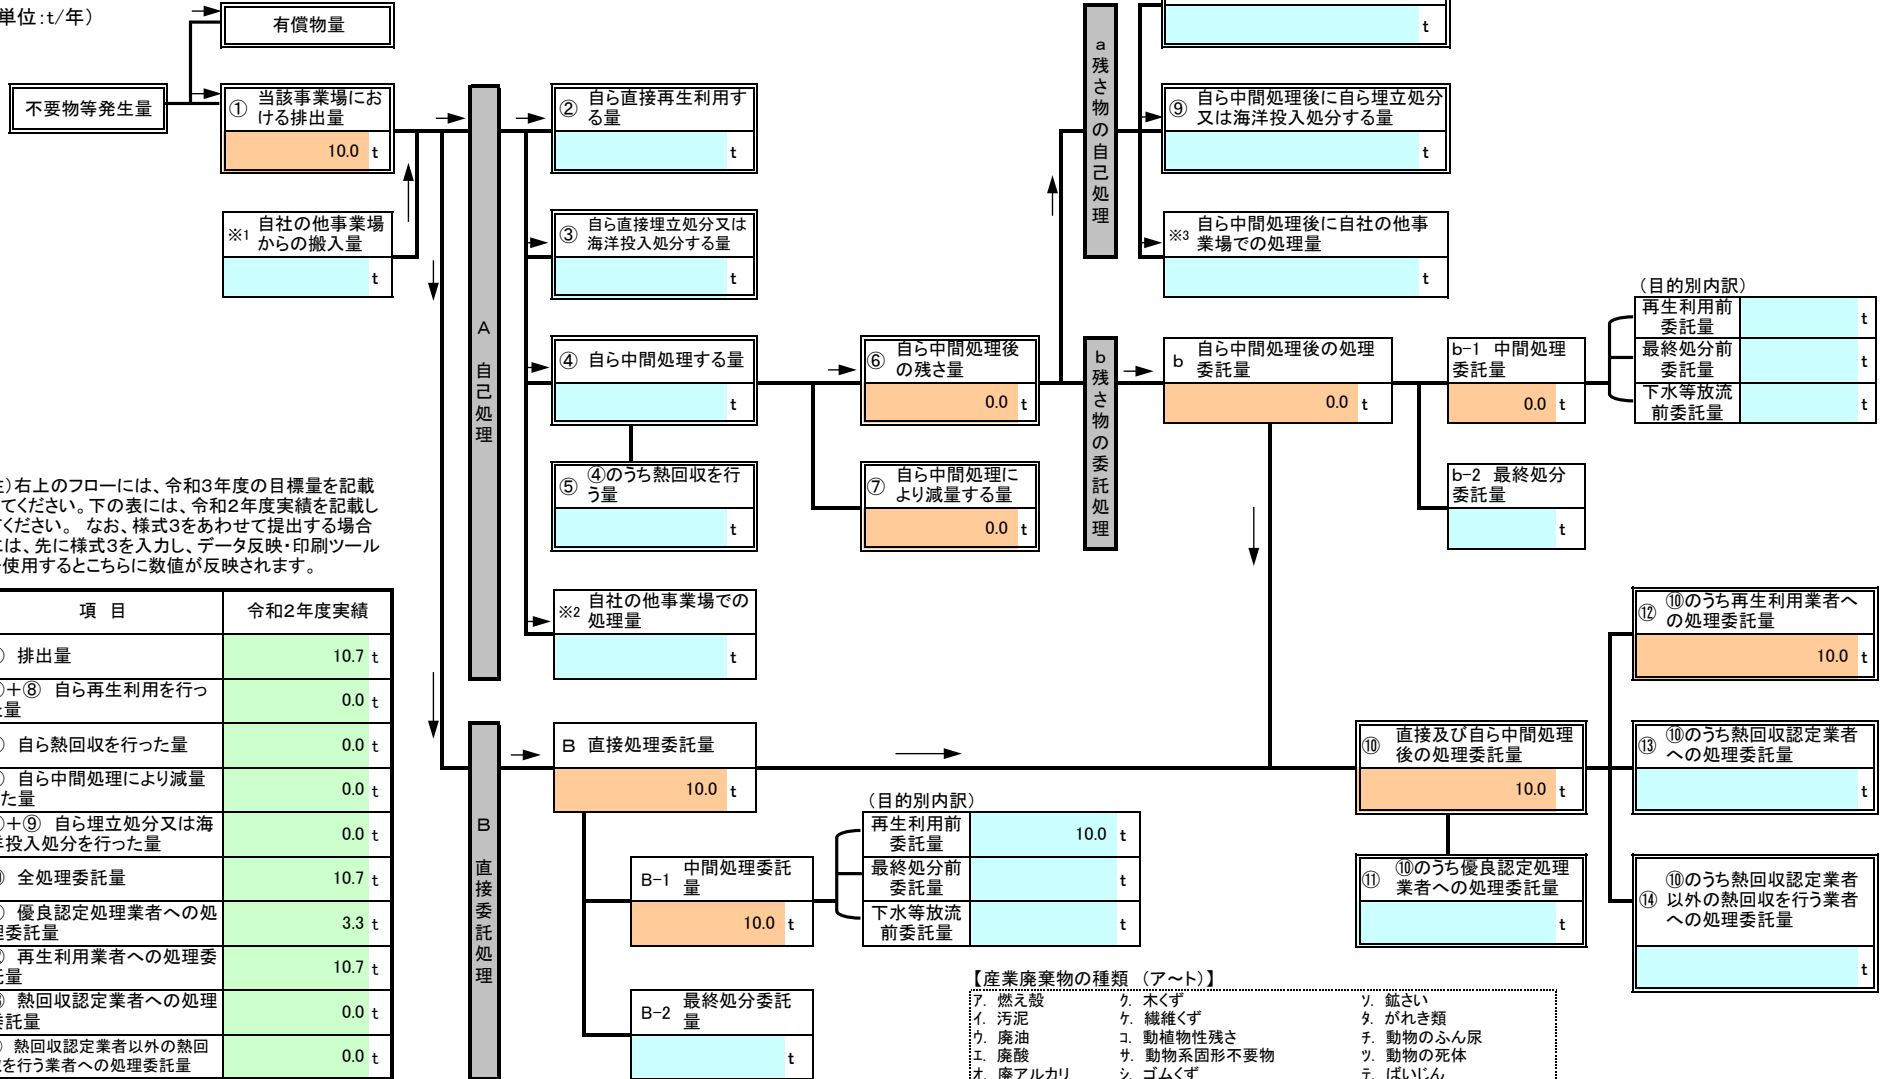 単位:t/年）
有償物量
不要物等発生量
① 当該事業場にお
ける排出量
10.0 t
※1 自社の他事業場
からの搬入量
t
A 自己処理
② 自ら直接再生利用す
る量
t
③ 自ら直接埋立処分又は
海洋投入処分する量
t
④ 自ら中間処理する量
t
⑤ ④のうち熱回収を行
う量
t
※2 自社の他事業場での
処理量
t
⑥ 自ら中間処理後
の残さ量
0.0 t
⑦ 自ら中間処理に
より減量する量
0.0 t
a 残さ物の自己処理
t
⑨ 自ら中間処理後に自ら埋立処分
又は海洋投入処分する量
t
※3 自ら中間処理後に自社の他事
業場での処理量
t
b 残さ物の委託処理
b 自ら中間処理後の処理
委託量
0.0 t
b-1 中間処理
委託量
0.0 t
b-2 最終処分
委託量
t
（目的別内訳）
再生利用前
委託量
t
最終処分前
委託量
t
下水等放流
前委託量
t
）右上のフローには、令和3年度の目標量を記載
てください。下の表には、令和2年度実績を記載し
ください。 なお、様式3をあわせて提出する場合
は、先に様式3を入力し、データ反映・印刷ツール
使用するとこちらに数値が反映されます。
項 目 令和2年度実績
排出量 10.7 t
＋⑧ 自ら再生利用を行っ
量 0.0 t
自ら熱回収を行った量 0.0 t
自ら中間処理により減量
た量 0.0 t
＋⑨ 自ら埋立処分又は海
投入処分を行った量 0.0 t
全処理委託量 10.7 t
優良認定処理業者への処
委託量 3.3 t
再生利用業者への処理委
量 10.7 t
熱回収認定業者への処理
託量 0.0 t
熱回収認定業者以外の熱回
を行う業者への処理委託量 0.0 t
B 直接委託処理
B 直接処理委託量
10.0 t
B-1 中間処理委託
量
10.0 t
B-2 最終処分委託
量
t
（目的別内訳）
再生利用前
委託量
10.0 t
最終処分前
委託量
t
下水等放流
前委託量
t
⑩ 直接及び自ら中間処理
後の処理委託量
10.0 t
⑪ ⑩のうち優良認定処理
業者への処理委託量
t
⑫ ⑩のうち再生利用業者へ
の処理委託量
10.0 t
⑬ ⑩のうち熱回収認定業者
への処理委託量
t
⑭ ⑩のうち熱回収認定業者
以外の熱回収を行う業者
への処理委託量
t
【産業廃棄物の種類 （ア～ト）】
ア. 燃え殻 ク. 木くず ソ. 鉱さい
イ. 汚泥 ケ. 繊維くず タ. がれき類
ウ. 廃油 コ. 動植物性残さ チ. 動物のふん尿
エ. 廃酸 サ. 動物系固形不要物 ツ. 動物の死体
オ. 廃アルカリ シ. ゴムくず テ. ばいじん